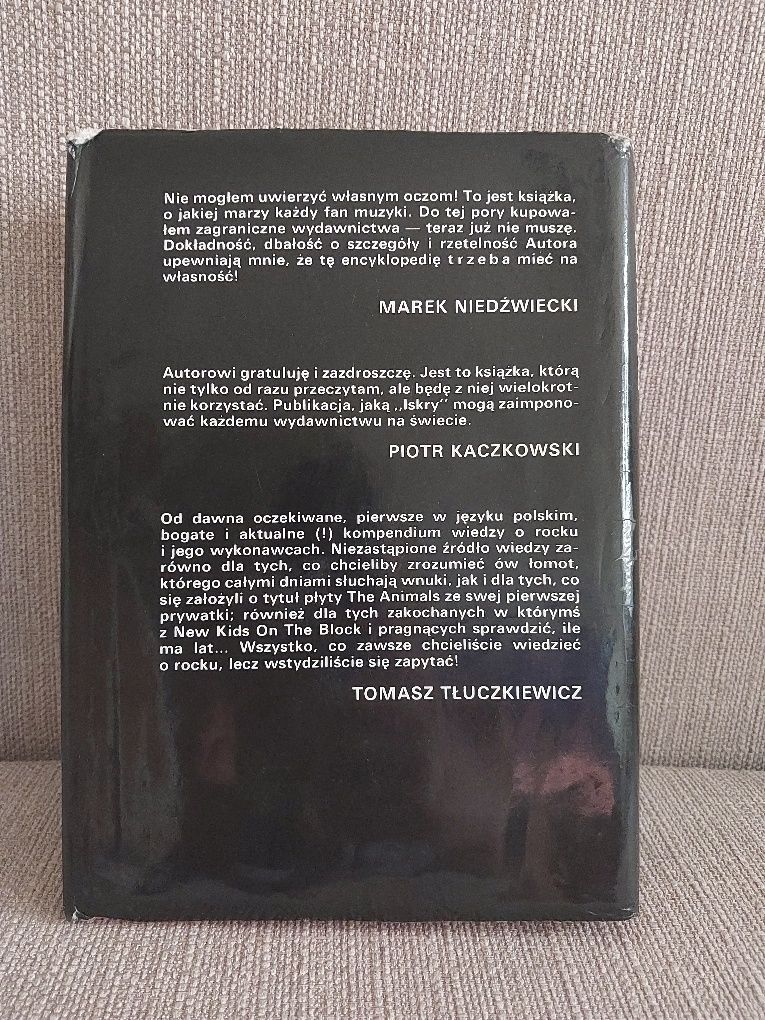 Nie mogłem uwierzyć własnym oczom! To jest książka,
o jakiej marzy każdy fan muzyki. Do tej pory kupowa-
łem zagraniczne wydawnictwa — teraz już nie muszę.
Dokładność, dbałość o szczegóły i rzetelność Autora
upewniają mnie, że tę encyklopedię t r z e b a mieć na
własność!
MAREK NIEDŹWIECKI
Autorowi gratuluję i zazdroszczę. Jest to książka, którą
nie tylko od razu przeczytam, ale będę z niej wielokrot-
nie korzystać. Publikacja, jaką „Iskry” mogą zaimpono-
wać każdemu wydawnictwu na świecie.
PIOTR KACZKOWSKI
Od dawna oczekiwane, pierwsze w języku polskim,
bogate i aktualne (!) kompendium wiedzy o rocku
i jego wykonawcach. Niezastąpione źródło wiedzy za-
równo dla tych, co chcieliby zrozumieć ów łomot,
którego całymi dniami słuchają wnuki, jak i dla tych, co
się założyli o tytuł płyty The Animals ze swej pierwszej
prywatki; również dla tych zakochanych w którymś
z New Kids On The Block i pragnących sprawdzić, ile
ma lat... Wszystko, co zawsze chcieliście wiedzieć
o rocku, lecz wstydziliście się zapytać!
TOMASZ TŁUCZKIEWICZ